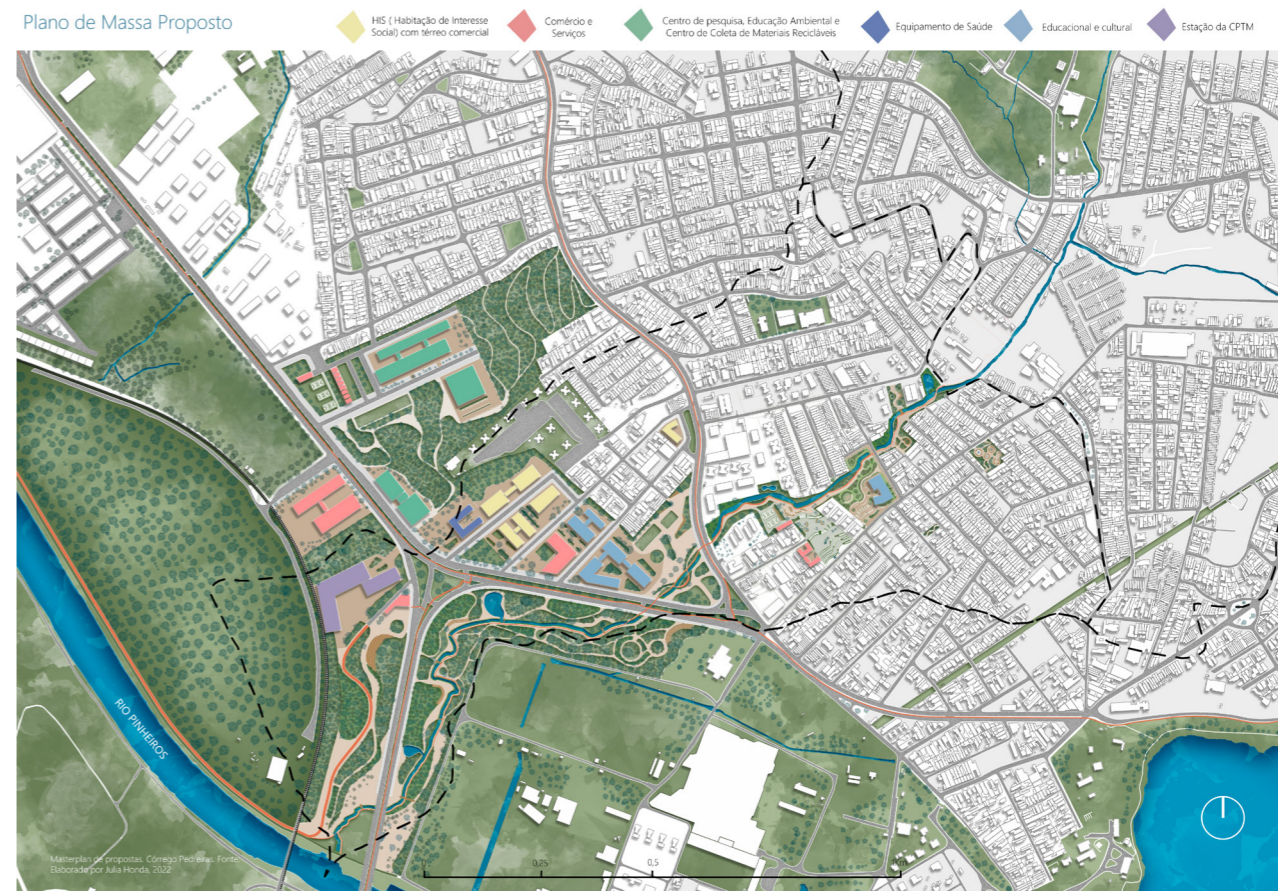 Plano de Massa Proposto
HIS ( Habitação de Interesse
Social) com térreo comercial
Comércio e
Serviços
Centro de pesquisa, Educação Ambiental e
Centro de Coleta de Materiais Recicláveis
Equipamento de Saúde
Educacional e cultural
Estação da CPTM
RIO PINHEIROS
Masterplan de propostas. Córrego Pedreiras. Fonte:
Elaborado por Julia Honda, 2022
0,25
0,5